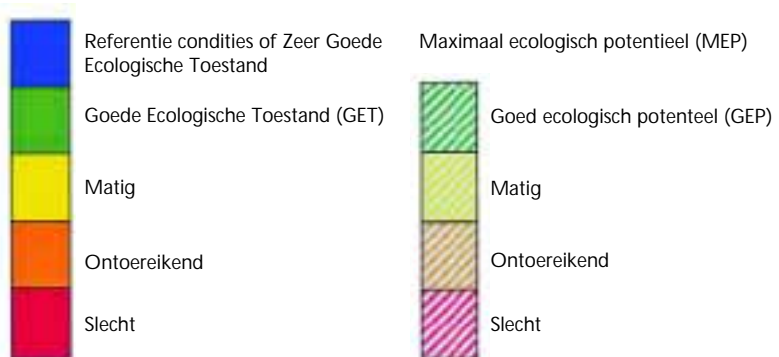 Referentie condities of Zeer Goede
Ecologische Toestand
Goede Ecologische Toestand (GET)
Matig
Ontoereikend
Slecht
Maximaal ecologisch potentieel (MEP)
Goed ecologisch potenteel (GEP)
Matig
Ontoereikend
Slecht